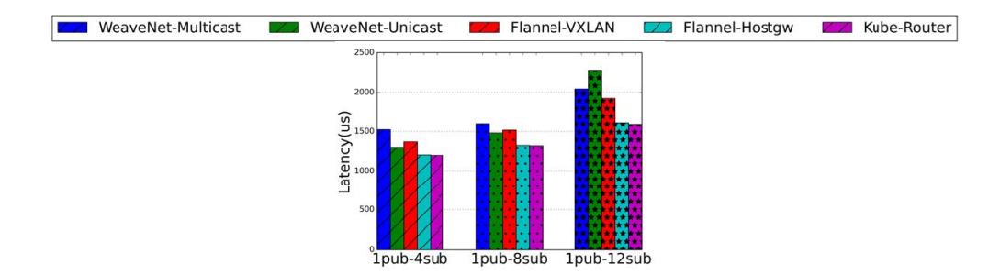 WeaveNet-Multicast WeaveNet-Unicast Flannel-VXLAN Flannel-Hostgw Kube-Router
2500
2000
1500
1000
500
0
Latency(us)
1pub-4sub 1pub-8sub 1pub-12sub